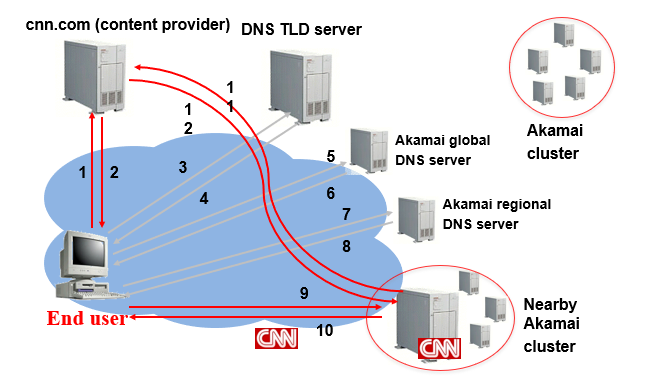 cnn.com (content provider)
DNS TLD server
Akamai
cluster
1
1
1
2
Akamai global
DNS server
1
2
3
4
5
6
Akamai regional
DNS server
7
8
End user
9
10
CNN
CNN
Nearby
Akamai
cluster